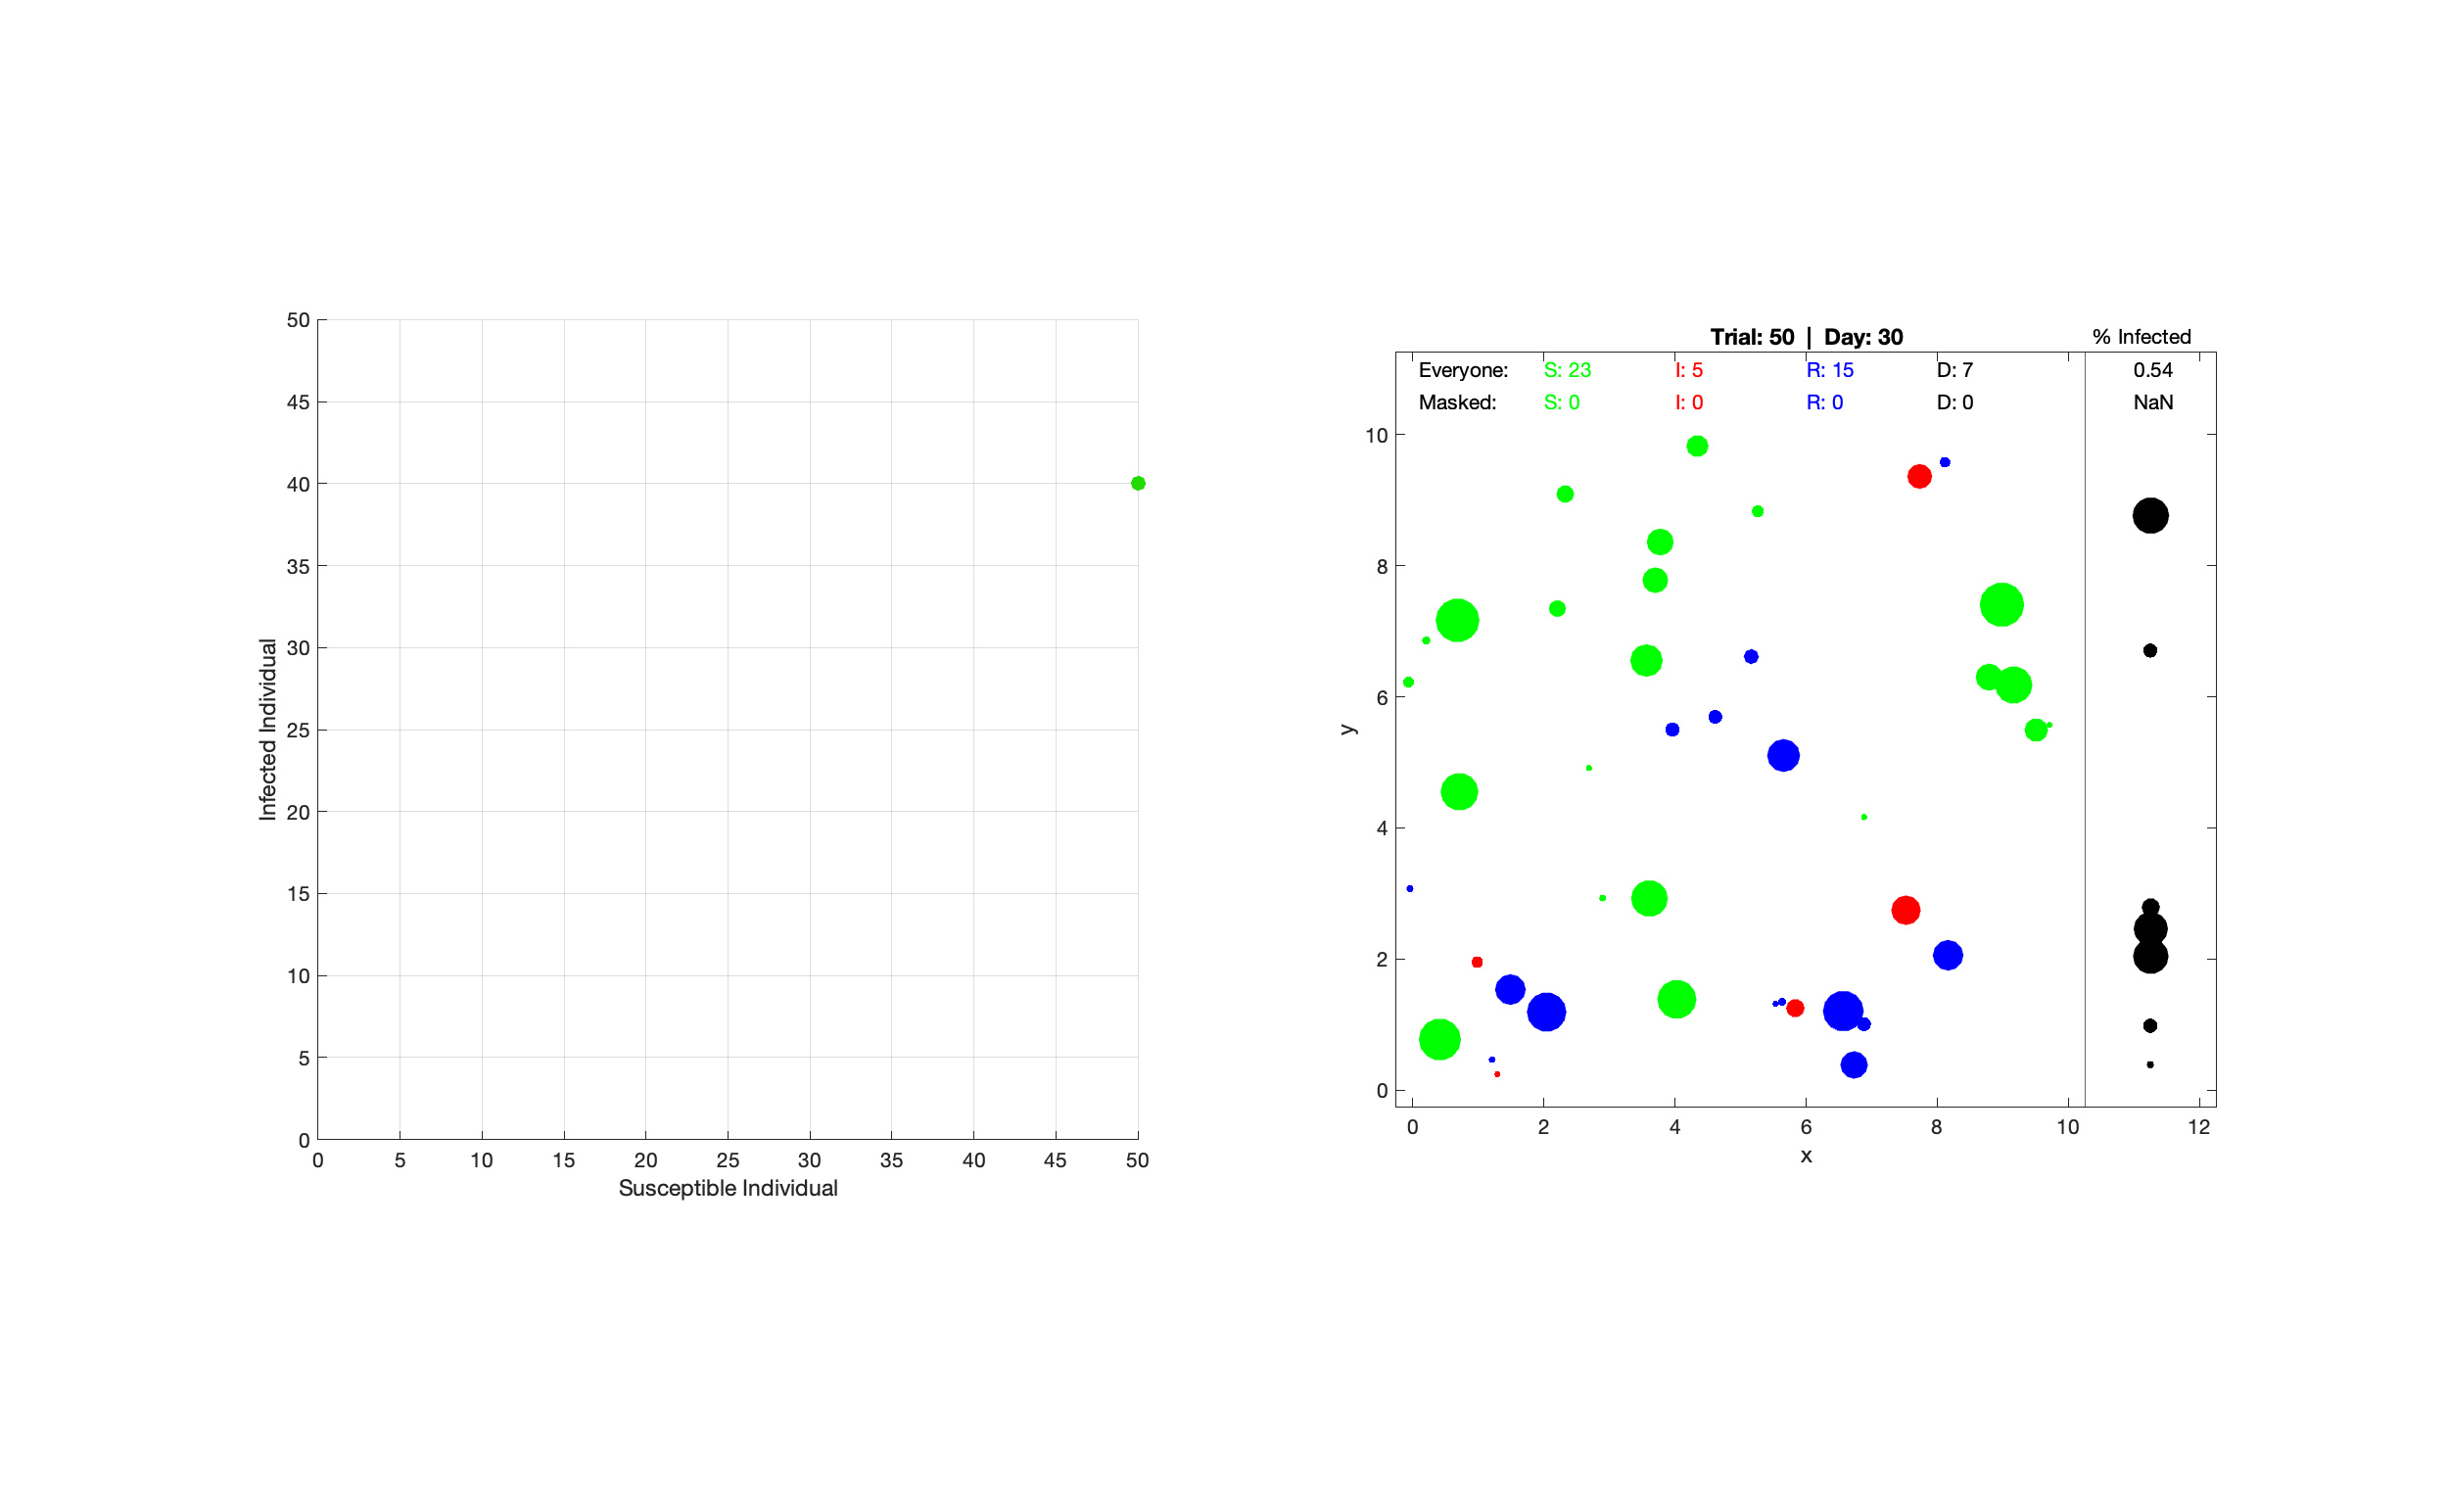 50
45
40
35
30
25
20
15
10
5
0
0 5 10 15 20 25 30 35 40 45 50
Infected Individual
Susceptible Individual
Trial: 50 | Day: 30 % Infected
Everyone: S: 23 I: 5 R: 15 D: 7 0.54
Masked: S: 0 I: 0 R: 0 D: 0 NaN
10
8
6
4
2
0
0 2 4 6 8 10 12
y
x